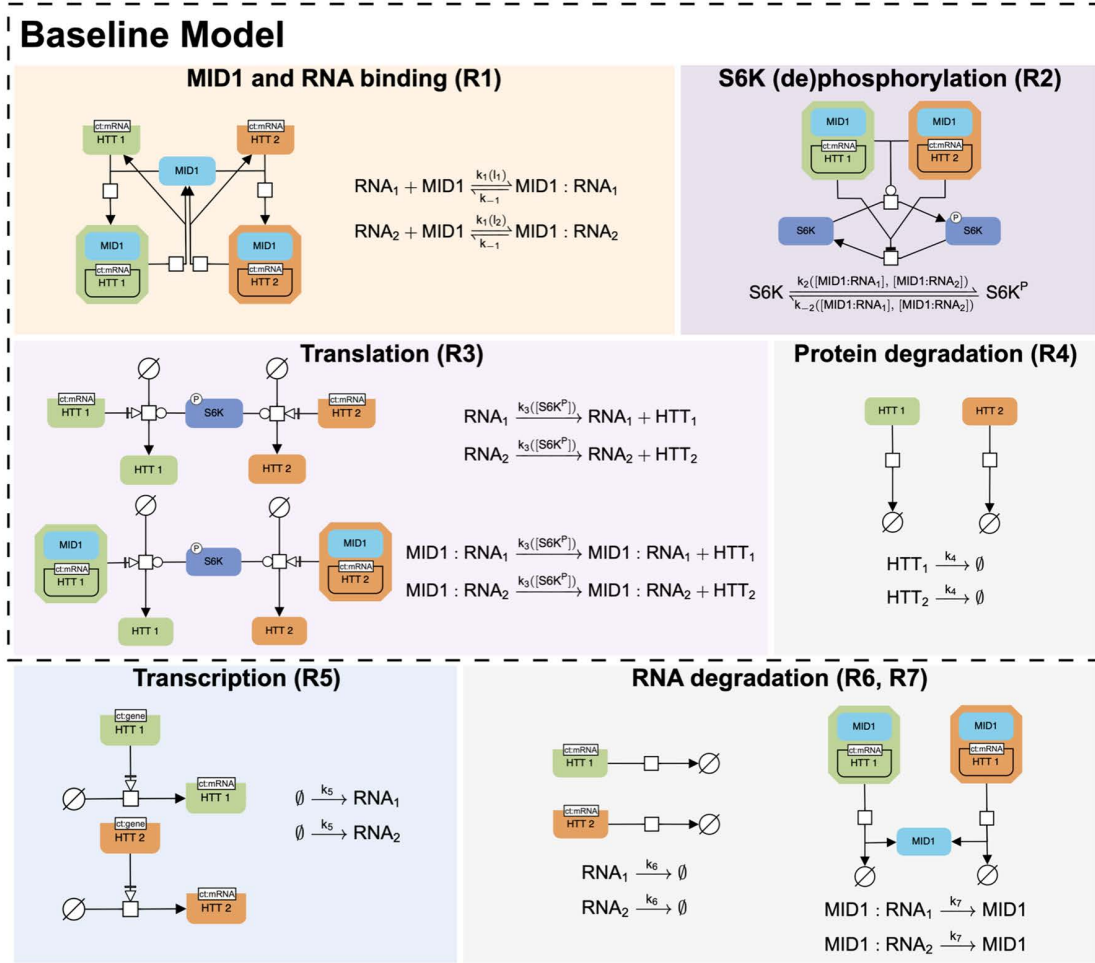 Baseline Model
MID1 and RNA binding (R1)
ct:mRNA
HTT 1
ct:mRNA
HTT 2
MID1
MID1
ct:mRNA
HTT 1
MID1
ct:mRNA
HTT 2
RNA₁ + MID1 k₁(l₁) ⇌ k₋₁ MID1 : RNA₁
RNA₂ + MID1 k₁(l₂) ⇌ k₋₁ MID1 : RNA₂
S6K (de)phosphorylation (R2)
MID1
ct:mRNA
HTT 1
MID1
ct:mRNA
HTT 2
S6K
P
S6K
S6K k₂([MID1:RNA₁], [MID1:RNA₂]) ⇌ k₋₂([MID1:RNA₁], [MID1:RNA₂]) S6Kᴾ
Translation (R3)
ct:mRNA
HTT 1
P
S6K
ct:mRNA
HTT 2
HTT 1
HTT 2
RNA₁ k₃([S6Kᴾ]) → RNA₁ + HTT₁
RNA₂ k₃([S6Kᴾ]) → RNA₂ + HTT₂
MID1
ct:mRNA
HTT 1
P
S6K
MID1
ct:mRNA
HTT 2
HTT 1
HTT 2
MID1 : RNA₁ k₃([S6Kᴾ]) → MID1 : RNA₁ + HTT₁
MID1 : RNA₂ k₃([S6Kᴾ]) → MID1 : RNA₂ + HTT₂
Protein degradation (R4)
HTT 1
HTT 2
HTT₁ k₄ → ∅
HTT₂ k₄ → ∅
Transcription (R5)
ct:gene
HTT 1
ct:mRNA
HTT 1
ct:gene
HTT 2
ct:mRNA
HTT 2
∅ k₅ → RNA₁
∅ k₅ → RNA₂
RNA degradation (R6, R7)
ct:mRNA
HTT 1
ct:mRNA
HTT 2
RNA₁ k₆ → ∅
RNA₂ k₆ → ∅
MID1
ct:mRNA
HTT 1
MID1
ct:mRNA
HTT 1
MID1
MID1 : RNA₁ k₇ → MID1
MID1 : RNA₂ k₇ → MID1